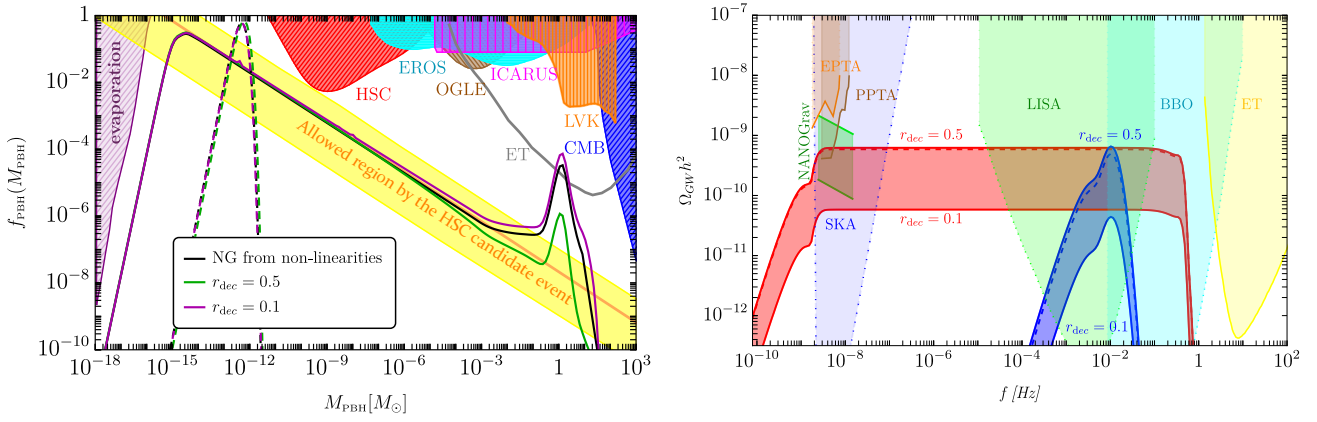 f_PBH(M_PBH)
1
10^−2
10^−4
10^−6
10^−8
10^−10
evaporation
HSC
EROS
OGLE
ICARUS
LVK
CMB
ET
Allowed region by the HSC candidate event
NG from non-linearities
r_dec = 0.5
r_dec = 0.1
10^−18
10^−15
10^−12
10^−9
10^−6
10^−3
1
10^3
M_PBH[M_⊙]
Ω_GW h^2
10^−7
10^−8
10^−9
10^−10
10^−11
10^−12
EPTA
PPTA
NANOGrav
SKA
LISA
BBO
ET
r_dec = 0.5
r_dec = 0.5
r_dec = 0.1
r_dec = 0.1
10^−10
10^−8
10^−6
10^−4
10^−2
1
10^2
f [Hz]